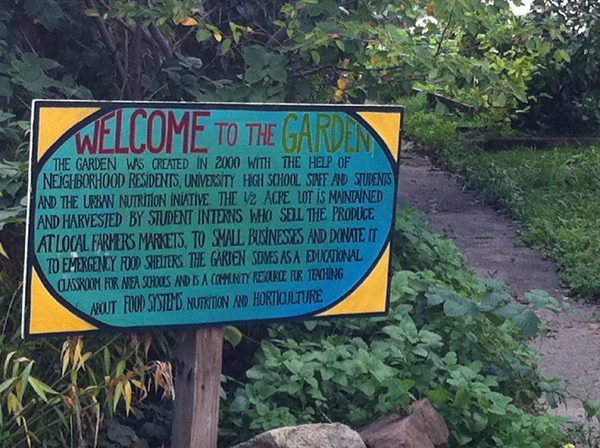 WELCOME TO THE GARDEN
THE GARDEN WAS CREATED IN 2000 WITH THE HELP OF
NEIGHBORHOOD RESIDENTS, UNIVERSITY HIGH SCHOOL STAFF AND STUDENTS
AND THE URBAN NUTRITION INIATIVE. THE 1/2 ACRE LOT IS MAINTAINED
AND HARVESTED BY STUDENT INTERNS WHO SELL THE PRODUCE
AT LOCAL FARMERS MARKETS, TO SMALL BUSINESSES AND DONATE IT
TO EMERGENCY FOOD SHELTERS. THE GARDEN SERVES AS A EDUCATIONAL
CLASSROOM FOR AREA SCHOOLS AND IS A COMMUNITY RESOURCE FOR TEACHING
ABOUT FOOD SYSTEMS, NUTRITION AND HORTICULTURE